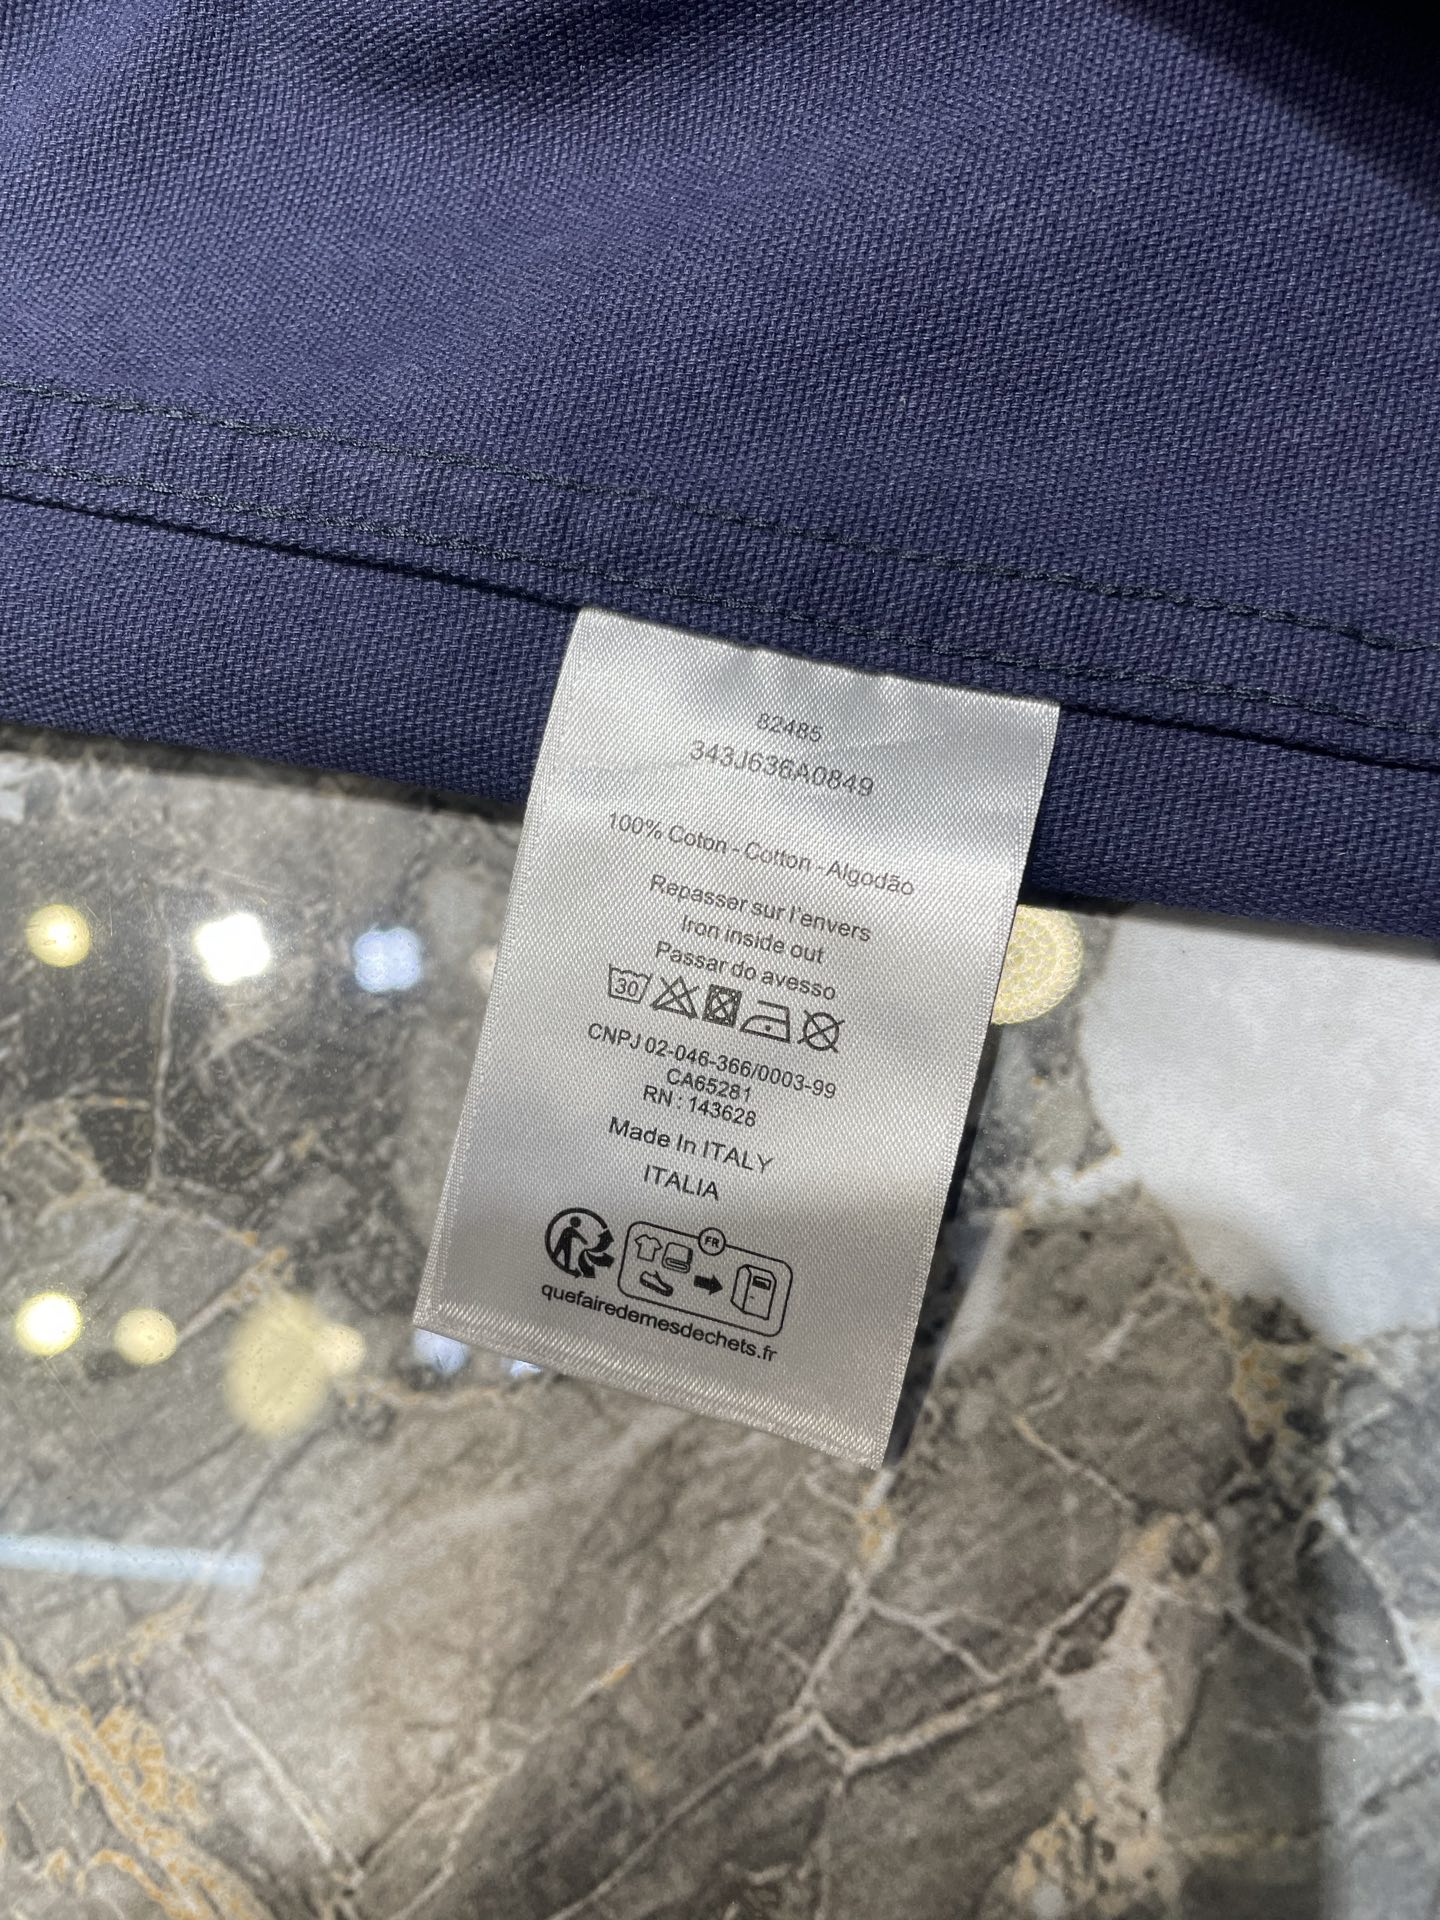 82485
343J636A0849
100% Coton - Cotton - Algodão
Repasser sur l'envers
Iron inside out
Passar do avesso
30
CNPJ 02-046-366/0003-99
CA65281
RN : 143628
Made In ITALY
ITALIA
FR
quefairedemesdechets.fr